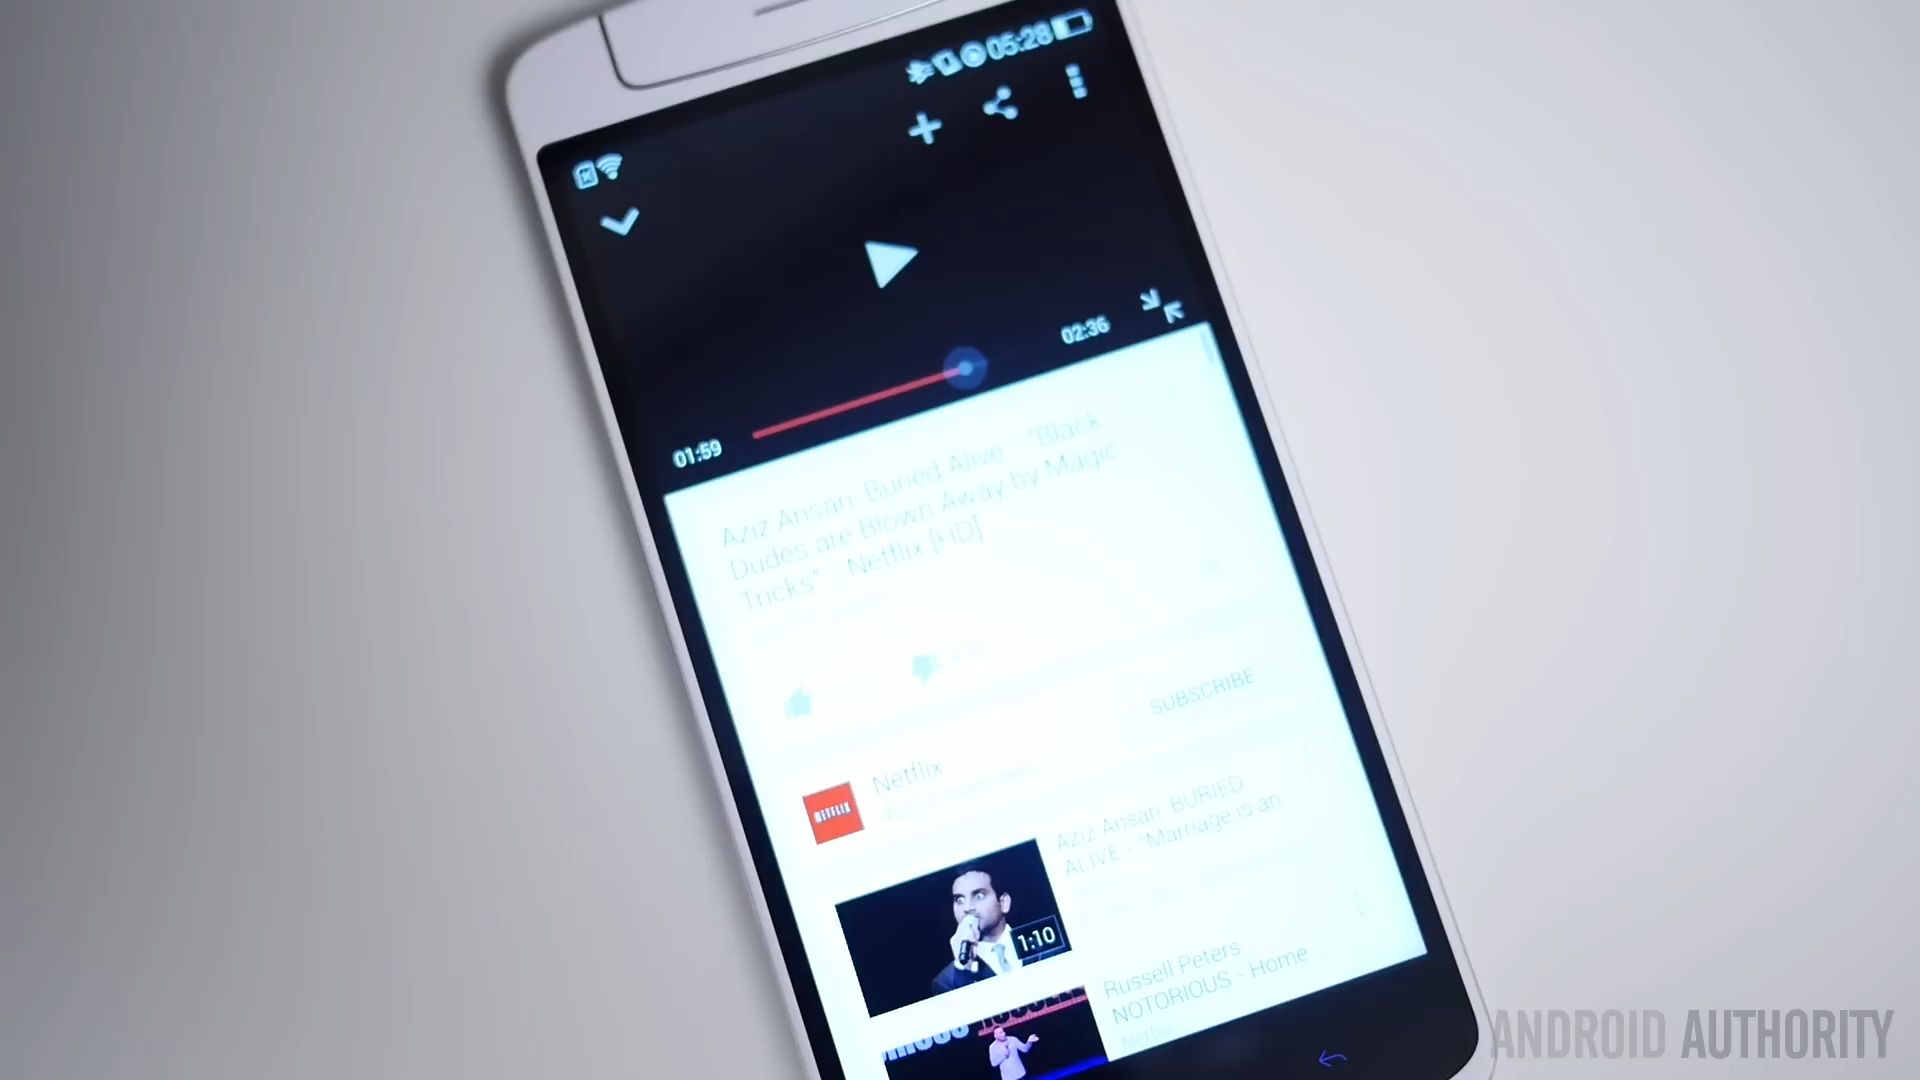 05:28
02:36
01:59
Aziz Ansari: Buried Alive - "Black
Dudes are Blown Away by Magic
Tricks" - Netflix [HD]
SUBSCRIBE
Netflix
NETFLIX
Aziz Ansari: BURIED
ALIVE - "Marriage is an
1:10
Russell Peters
NOTORIOUS - Home...
Netflix
ANDROID AUTHORITY